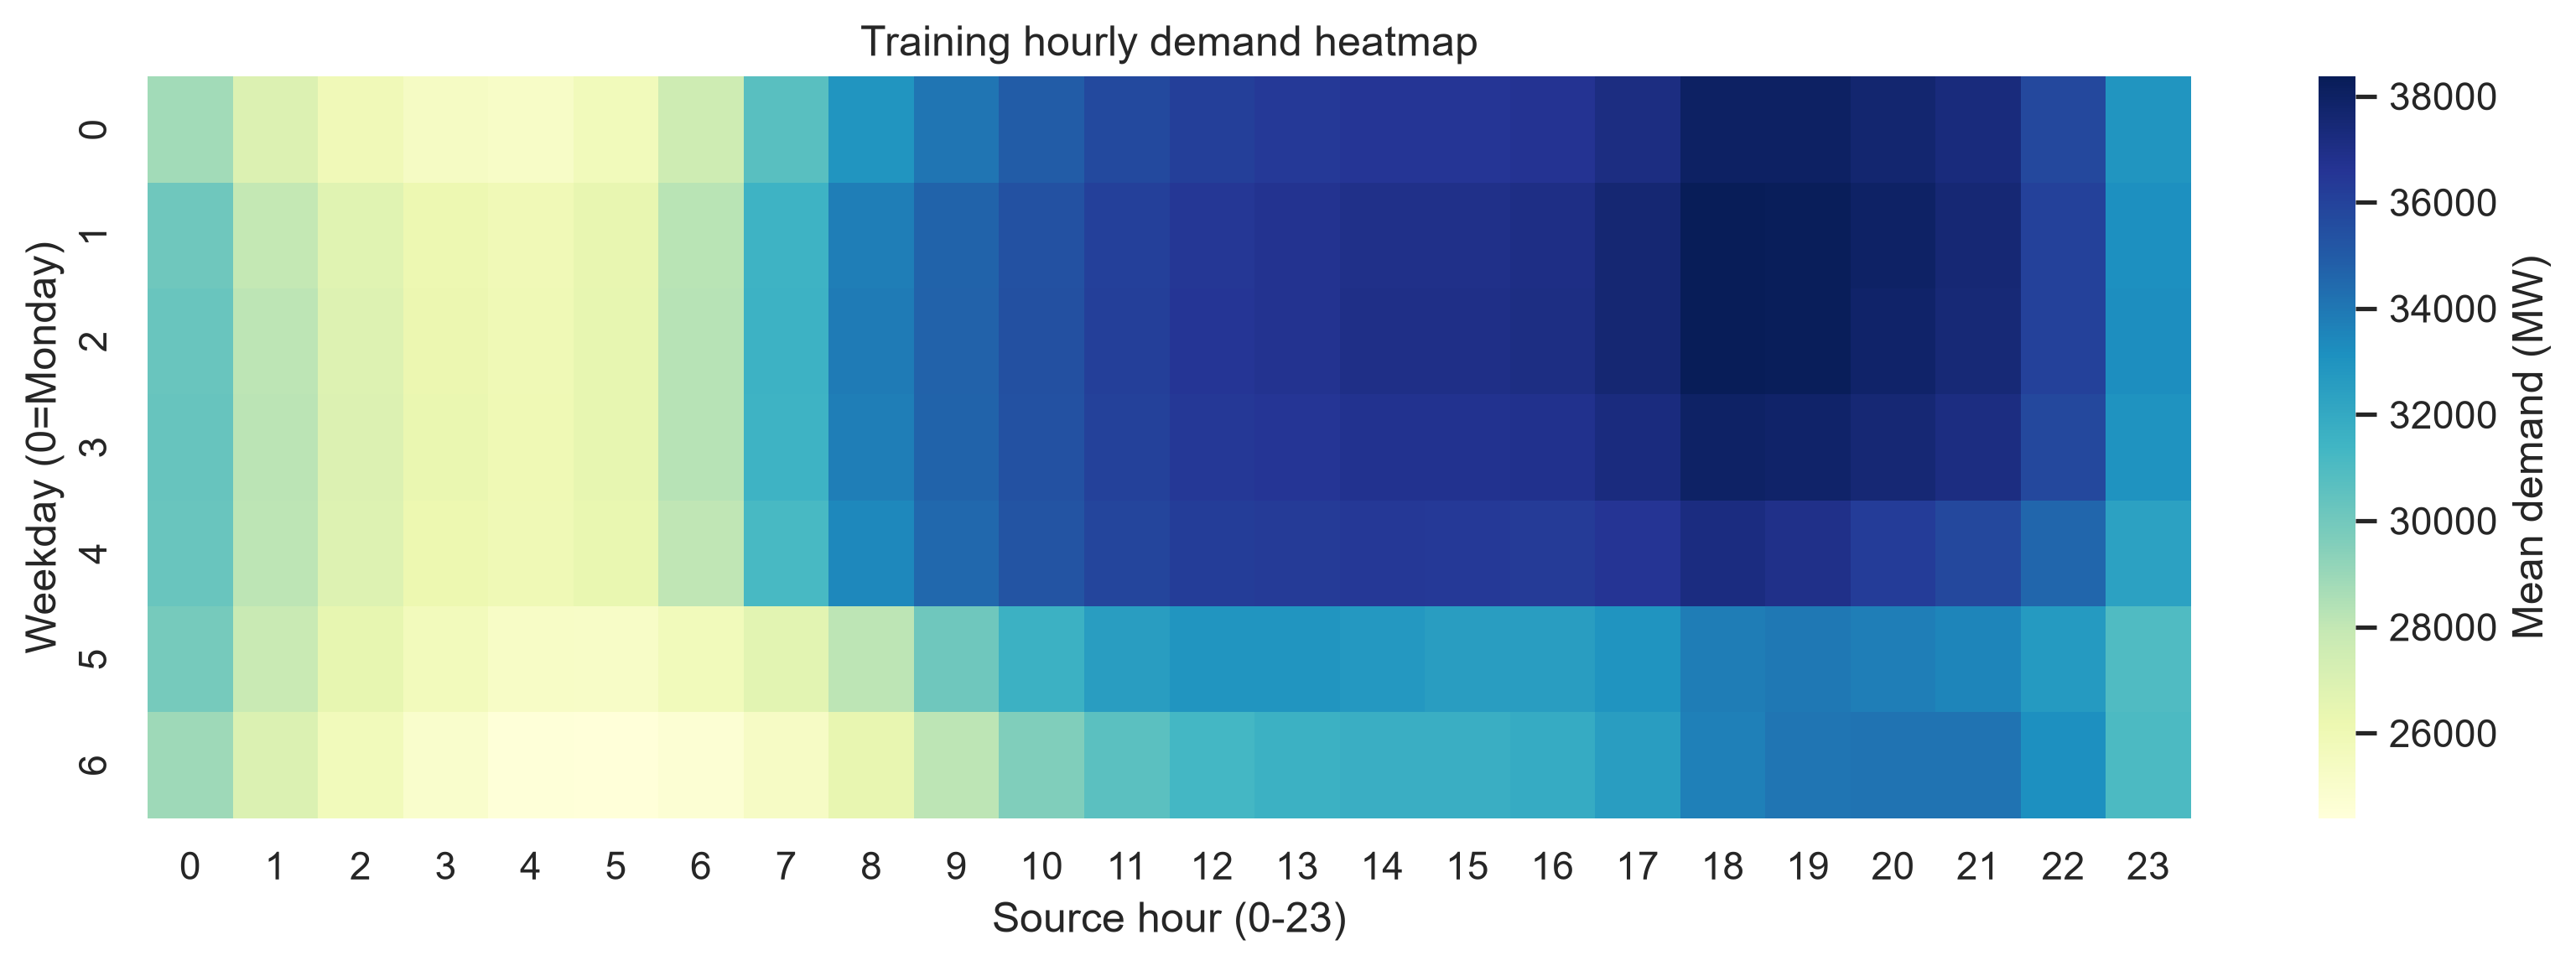 Training hourly demand heatmap
Weekday (0=Monday)
0
1
2
3
4
5
6
0 1 2 3 4 5 6 7 8 9 10 11 12 13 14 15 16 17 18 19 20 21 22 23
Source hour (0-23)
38000
36000
34000
32000
30000
28000
26000
Mean demand (MW)